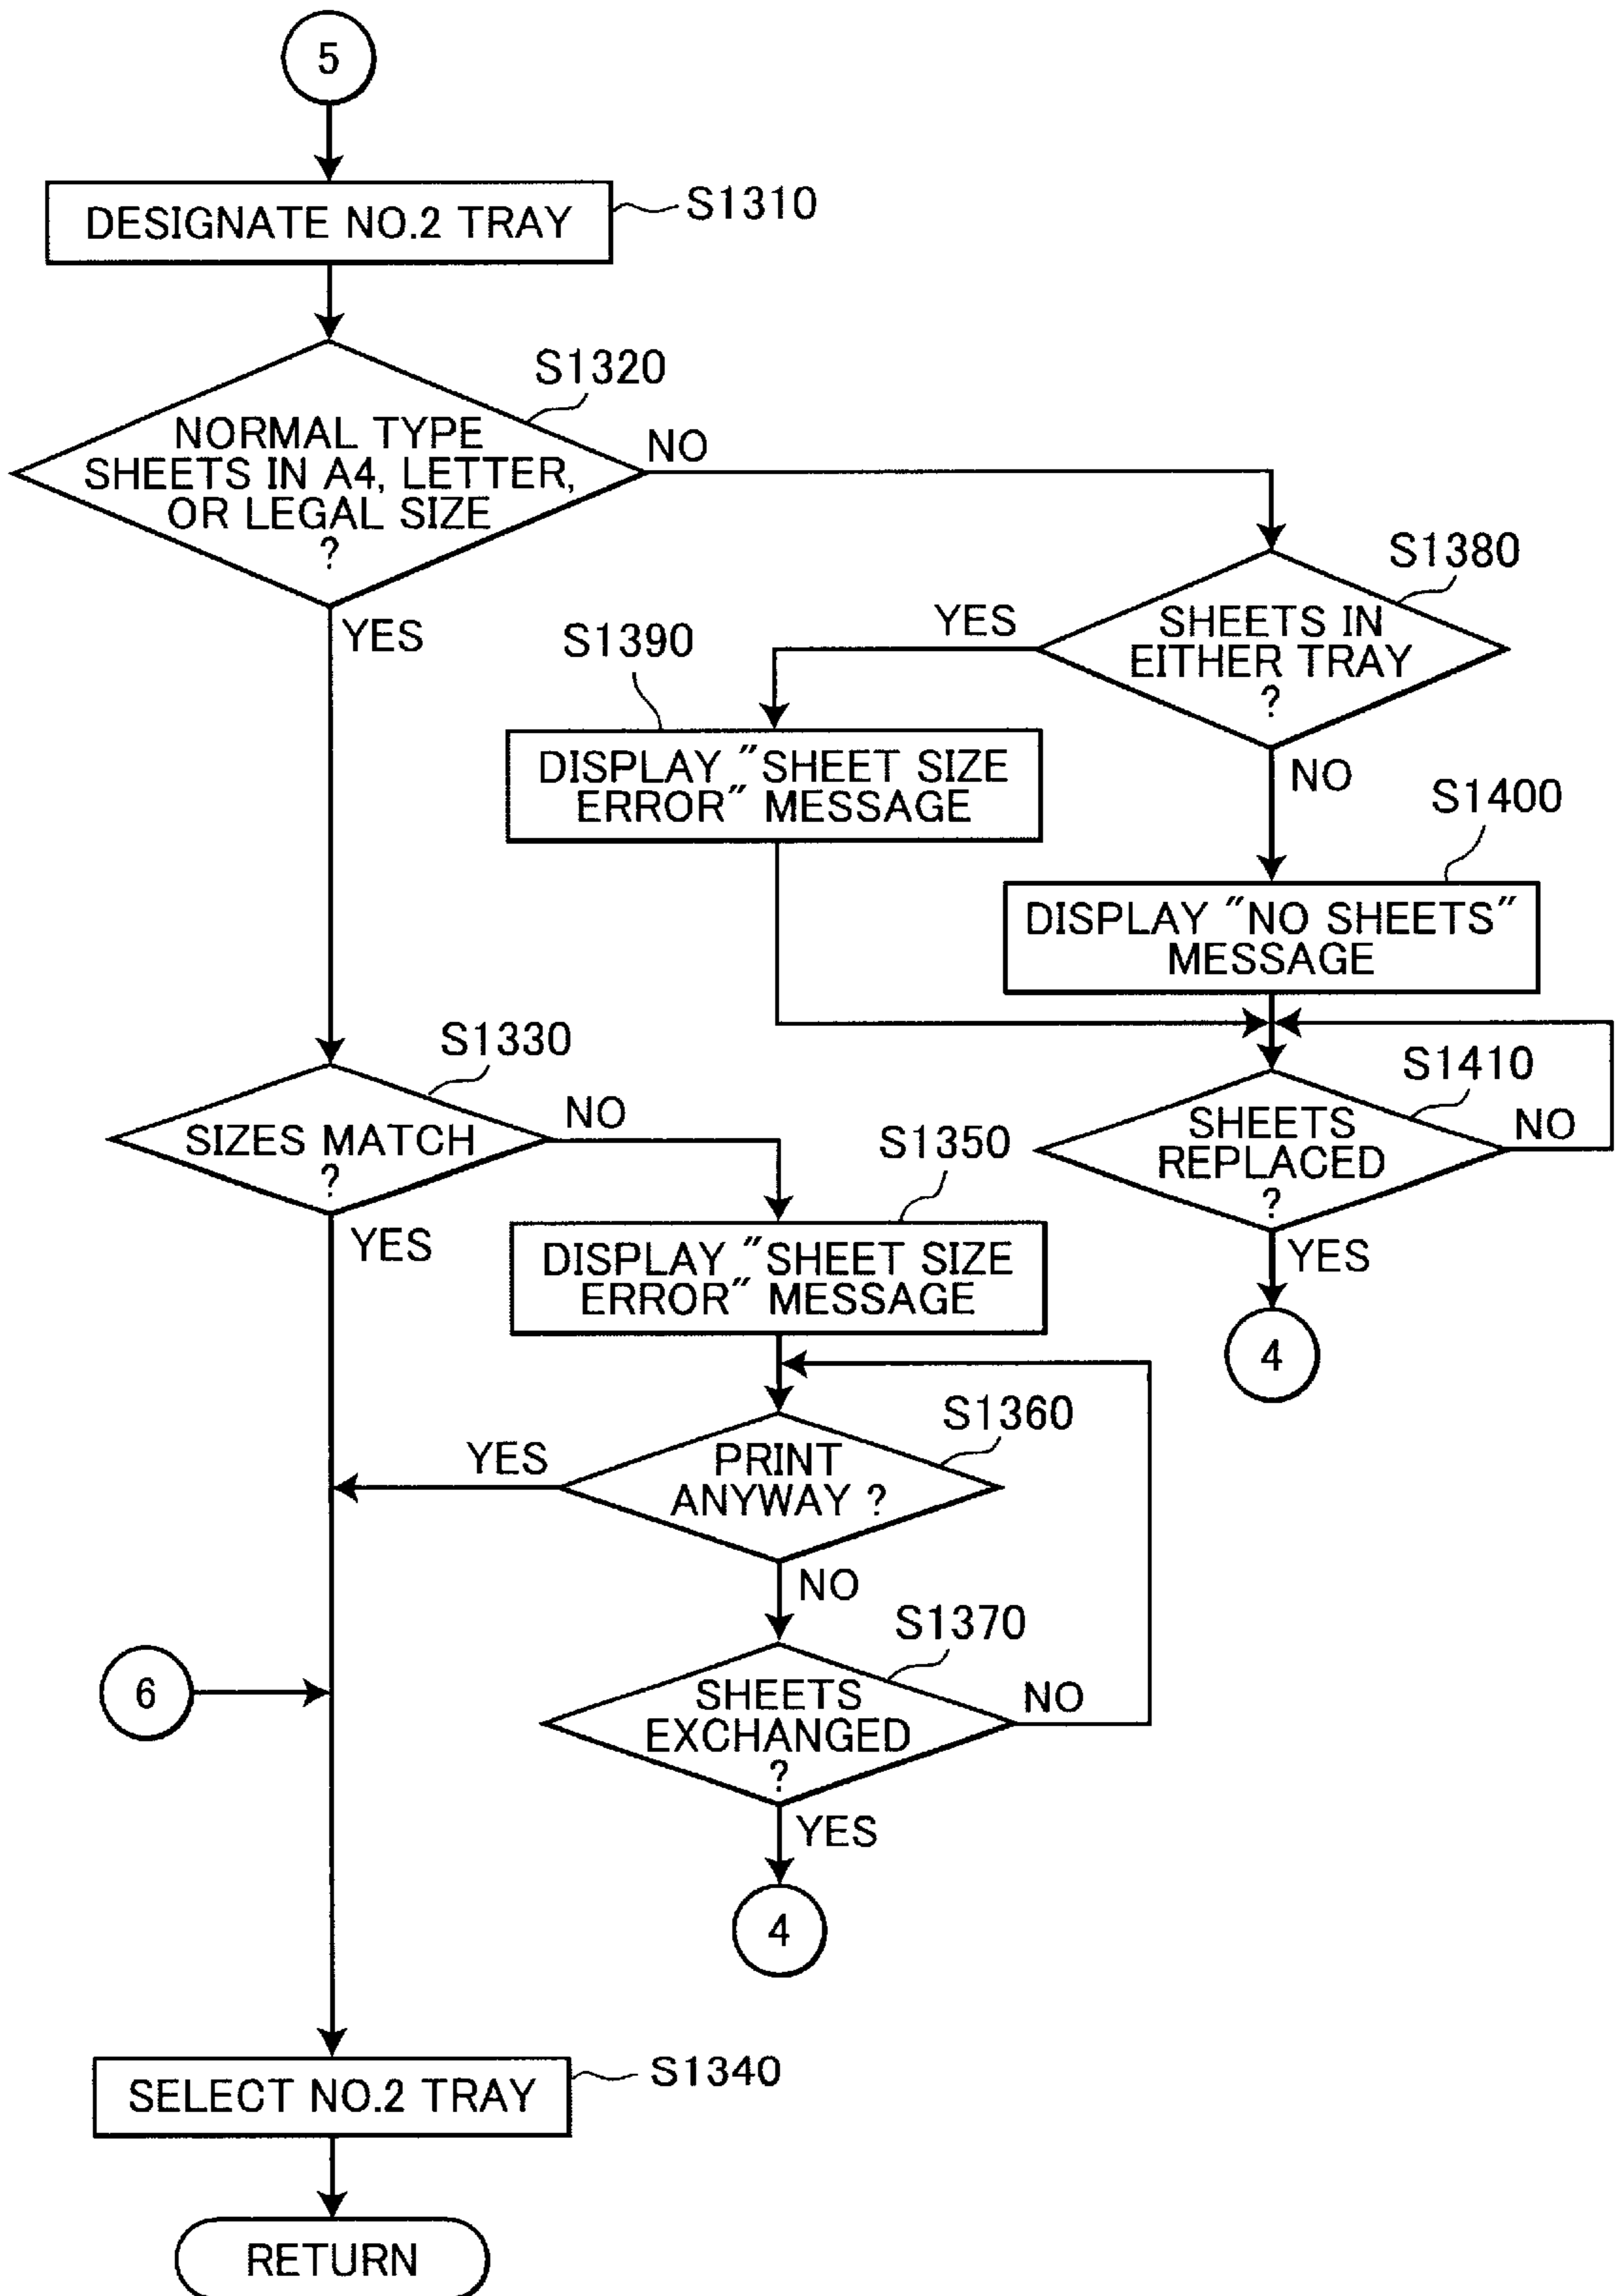 5
DESIGNATE NO.2 TRAY
S1310
S1320
NORMAL TYPE
SHEETS IN A4, LETTER,
OR LEGAL SIZE
?
NO
YES
S1380
SHEETS IN
EITHER TRAY
?
YES
S1390
DISPLAY "SHEET SIZE
ERROR" MESSAGE
NO
S1400
DISPLAY "NO SHEETS"
MESSAGE
S1330
SIZES MATCH
?
NO
YES
S1410
SHEETS
REPLACED
?
NO
YES
4
S1350
DISPLAY "SHEET SIZE
ERROR" MESSAGE
S1360
PRINT
ANYWAY ?
YES
NO
S1370
SHEETS
EXCHANGED
?
NO
YES
4
6
SELECT NO.2 TRAY
S1340
RETURN